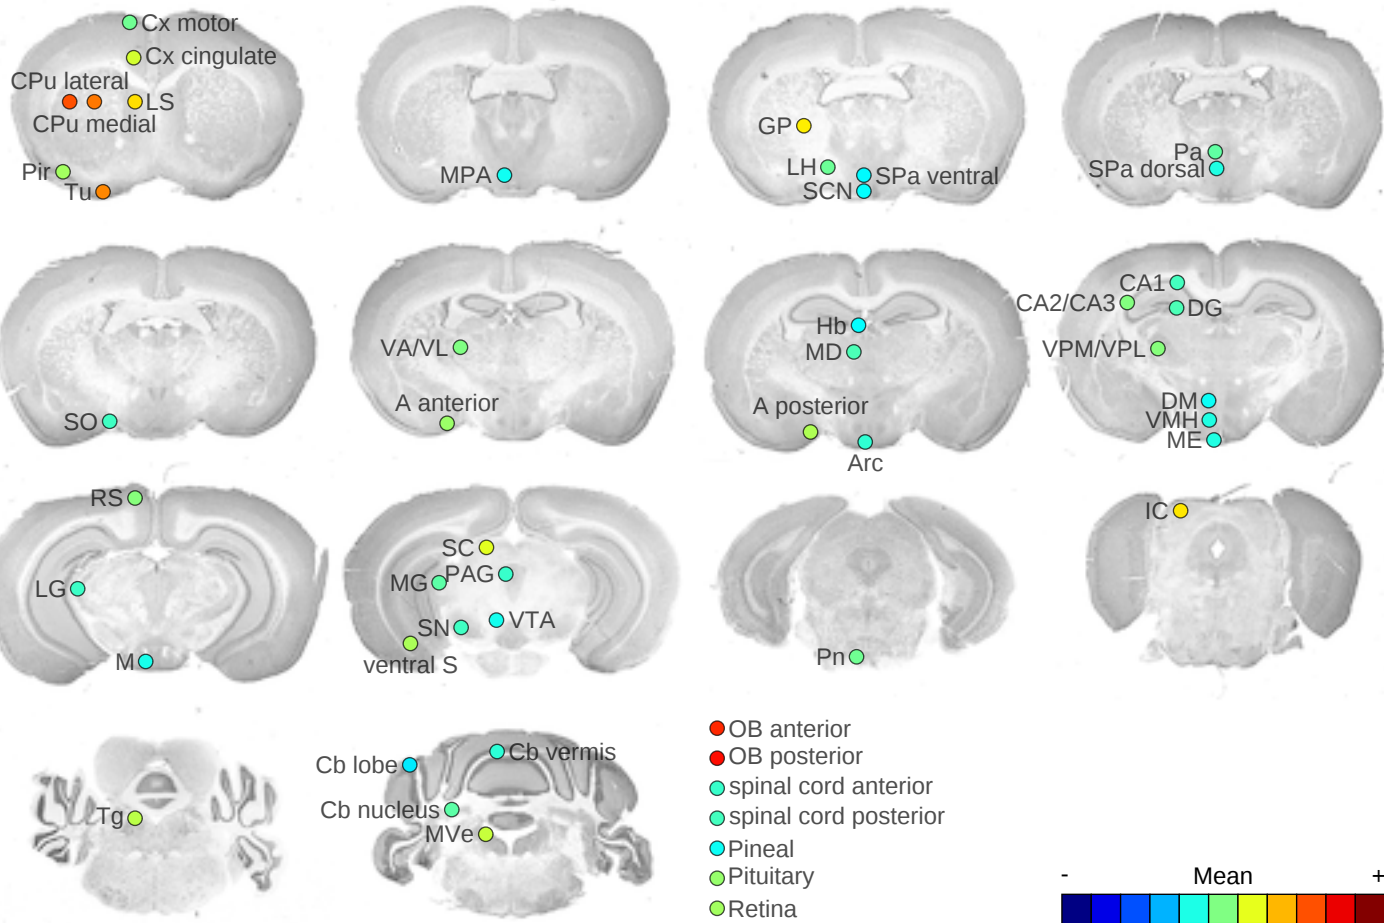 Cx motor
Cx cingulate
CPu lateral
LS
CPu medial
Pir
Tu
MPA
GP
LH
SPa ventral
SCN
Pa
SPa dorsal
SO
VA/VL
A anterior
Hb
MD
A posterior
Arc
CA1
CA2/CA3
DG
VPM/VPL
DM
VMH
ME
RS
LG
M
SC
MG
PAG
SN
VTA
ventral S
Pn
IC
Tg
Cb lobe
Cb vermis
Cb nucleus
MVe
OB anterior
OB posterior
spinal cord anterior
spinal cord posterior
Pineal
Pituitary
Retina
- Mean +